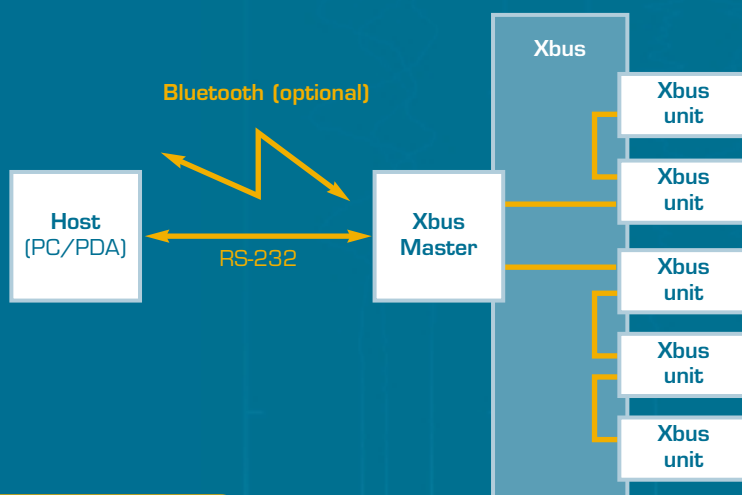 Xbus
Bluetooth (optional)
Host
(PC/PDA)
RS-232
Xbus
Master
Xbus
unit
Xbus
unit
Xbus
unit
Xbus
unit
Xbus
unit